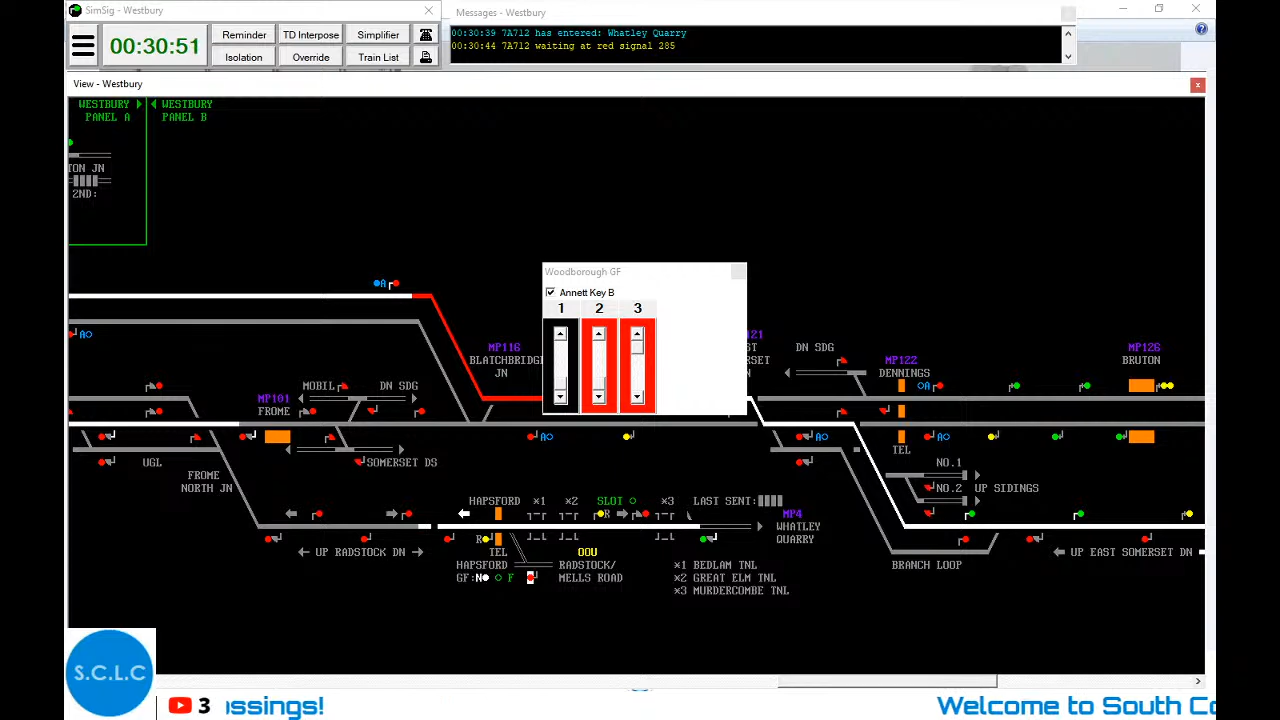 SimSig - Westbury
Messages - Westbury
00:30:51
Reminder
TD Interpose
Simplifier
Isolation
Override
Train List
00:30:39 7A712 has entered: Whatley Quarry
00:30:44 7A712 waiting at red signal 285
View - Westbury
WESTBURY
PANEL A
WESTBURY
PANEL B
TON JN
2ND:
A
A
Woodborough GF
Annett Key B
1 2 3
MP116
BLATCHBRIDGE
JN
121
ST
RSET
N
DN SDG
MP122
DENNINGS
MP126
BRUTON
A
MOBIL
DN SDG
MP101
FROME
A
A
A
UGL
FROME
NORTH JN
SOMERSET DS
TEL
NO.1
NO.2 UP SIDINGS
HAPSFORD
*1
*2
SLOT
*3
LAST SENT:
MP4
WHATLEY
QUARRY
R
R
UP RADSTOCK DN
TEL
OOU
HAPSFORD
GF:N
F
RADSTOCK/
MELLS ROAD
*1 BEDLAM TNL
*2 GREAT ELM TNL
*3 MURDERCOMBE TNL
BRANCH LOOP
UP EAST SOMERSET DN
S.C.L.C
3
ssings!
Welcome to South Co